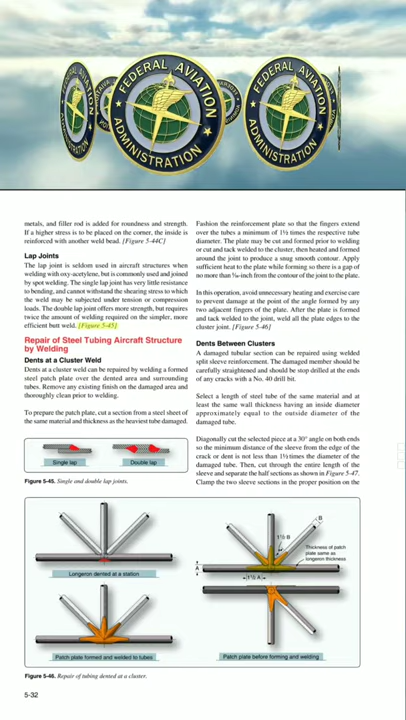 FEDERAL AVIATION
ADMINISTRATION
FEDERAL AVIATION
ADMINISTRATION
metals, and filler rod is added for roundness and strength.
If a higher stress is to be placed on the corner, the inside is
reinforced with another weld bead. [Figure 5-44C]
Lap Joints
The lap joint is seldom used in aircraft structures when
welding with oxy-acetylene, but is commonly used and joined
by spot welding. The single lap joint has very little resistance
to bending, and cannot withstand the shearing stress to which
the weld may be subjected under tension or compression
loads. The double lap joint offers more strength, but requires
twice the amount of welding required on the simpler, more
efficient butt weld. [Figure 5-45]
Repair of Steel Tubing Aircraft Structure
by Welding
Dents at a Cluster Weld
Dents at a cluster weld can be repaired by welding a formed
steel patch plate over the dented area and surrounding
tubes. Remove any existing finish on the damaged area and
thoroughly clean prior to welding.
To prepare the patch plate, cut a section from a steel sheet of
the same material and thickness as the heaviest tube damaged.
Single lap
Double lap
Figure 5-45. Single and double lap joints.
Fashion the reinforcement plate so that the fingers extend
over the tubes a minimum of 1½ times the respective tube
diameter. The plate may be cut and formed prior to welding
or cut and tack welded to the cluster, then heated and formed
around the joint to produce a snug smooth contour. Apply
sufficient heat to the plate while forming so there is a gap of
no more than 1⁄16-inch from the contour of the joint to the plate.
In this operation, avoid unnecessary heating and exercise care
to prevent damage at the point of the angle formed by any
two adjacent fingers of the plate. After the plate is formed
and tack welded to the joint, weld all the plate edges to the
cluster joint. [Figure 5-46]
Dents Between Clusters
A damaged tubular section can be repaired using welded
split sleeve reinforcement. The damaged member should be
carefully straightened and should be stop drilled at the ends
of any cracks with a No. 40 drill bit.
Select a length of steel tube of the same material and at
least the same wall thickness having an inside diameter
approximately equal to the outside diameter of the
damaged tube.
Diagonally cut the selected piece at a 30° angle on both ends
so the minimum distance of the sleeve from the edge of the
crack or dent is not less than 1½ times the diameter of the
damaged tube. Then, cut through the entire length of the
sleeve and separate the half sections as shown in Figure 5-47.
Clamp the two sleeve sections in the proper position on the
Longeron dented at a station
Patch plate formed and welded to tubes
B
1½ B
Thickness of patch
plate same as
longeron thickness
A
1½ A
Patch plate before forming and welding
Figure 5-46. Repair of tubing dented at a cluster.
5-32